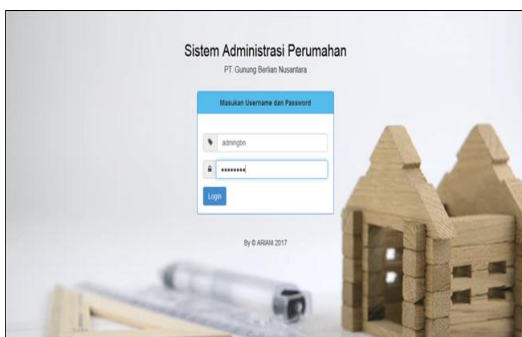 Sistem Administrasi Perumahan
PT. Gunung Berlian Nusantara
Masukan Username dan Password
admingbn
••••••••
Login
By © ARIANI 2017